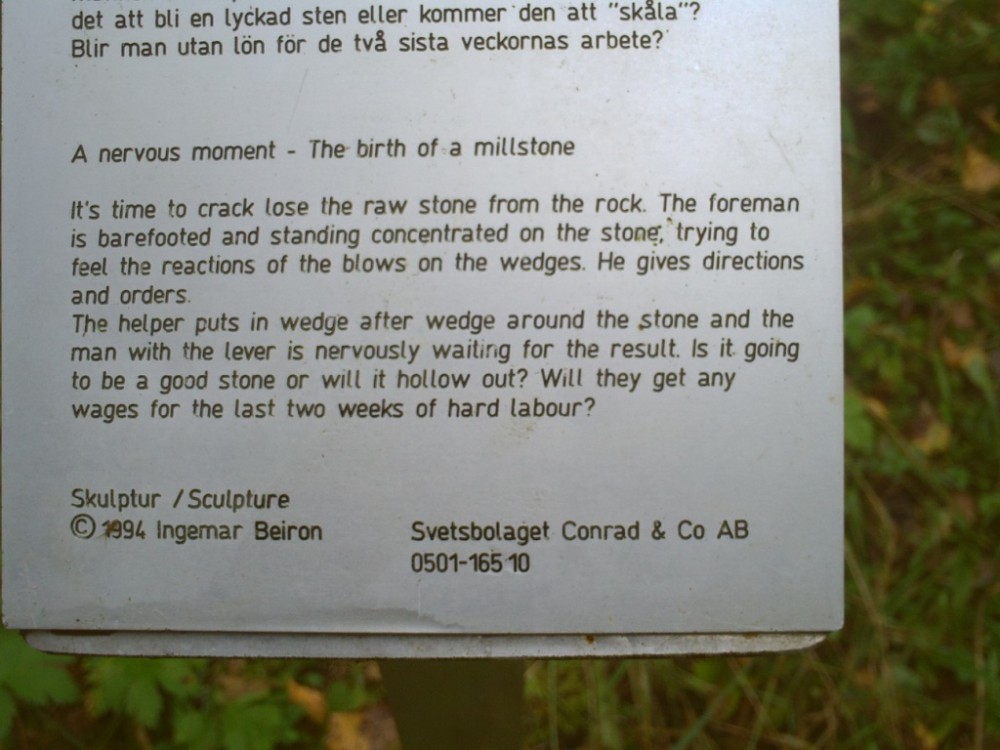 det att bli en lyckad sten eller kommer den att "skåla"?
Blir man utan lön för de två sista veckornas arbete?
A nervous moment - The birth of a millstone
It's time to crack lose the raw stone from the rock. The foreman
is barefooted and standing concentrated on the stone, trying to
feel the reactions of the blows on the wedges. He gives directions
and orders.
The helper puts in wedge after wedge around the stone and the
man with the lever is nervously waiting for the result. Is it going
to be a good stone or will it hollow out? Will they get any
wages for the last two weeks of hard labour?
Skulptur / Sculpture
© 1994 Ingemar Beiron
Svetsbolaget Conrad & Co AB
0501-165 10